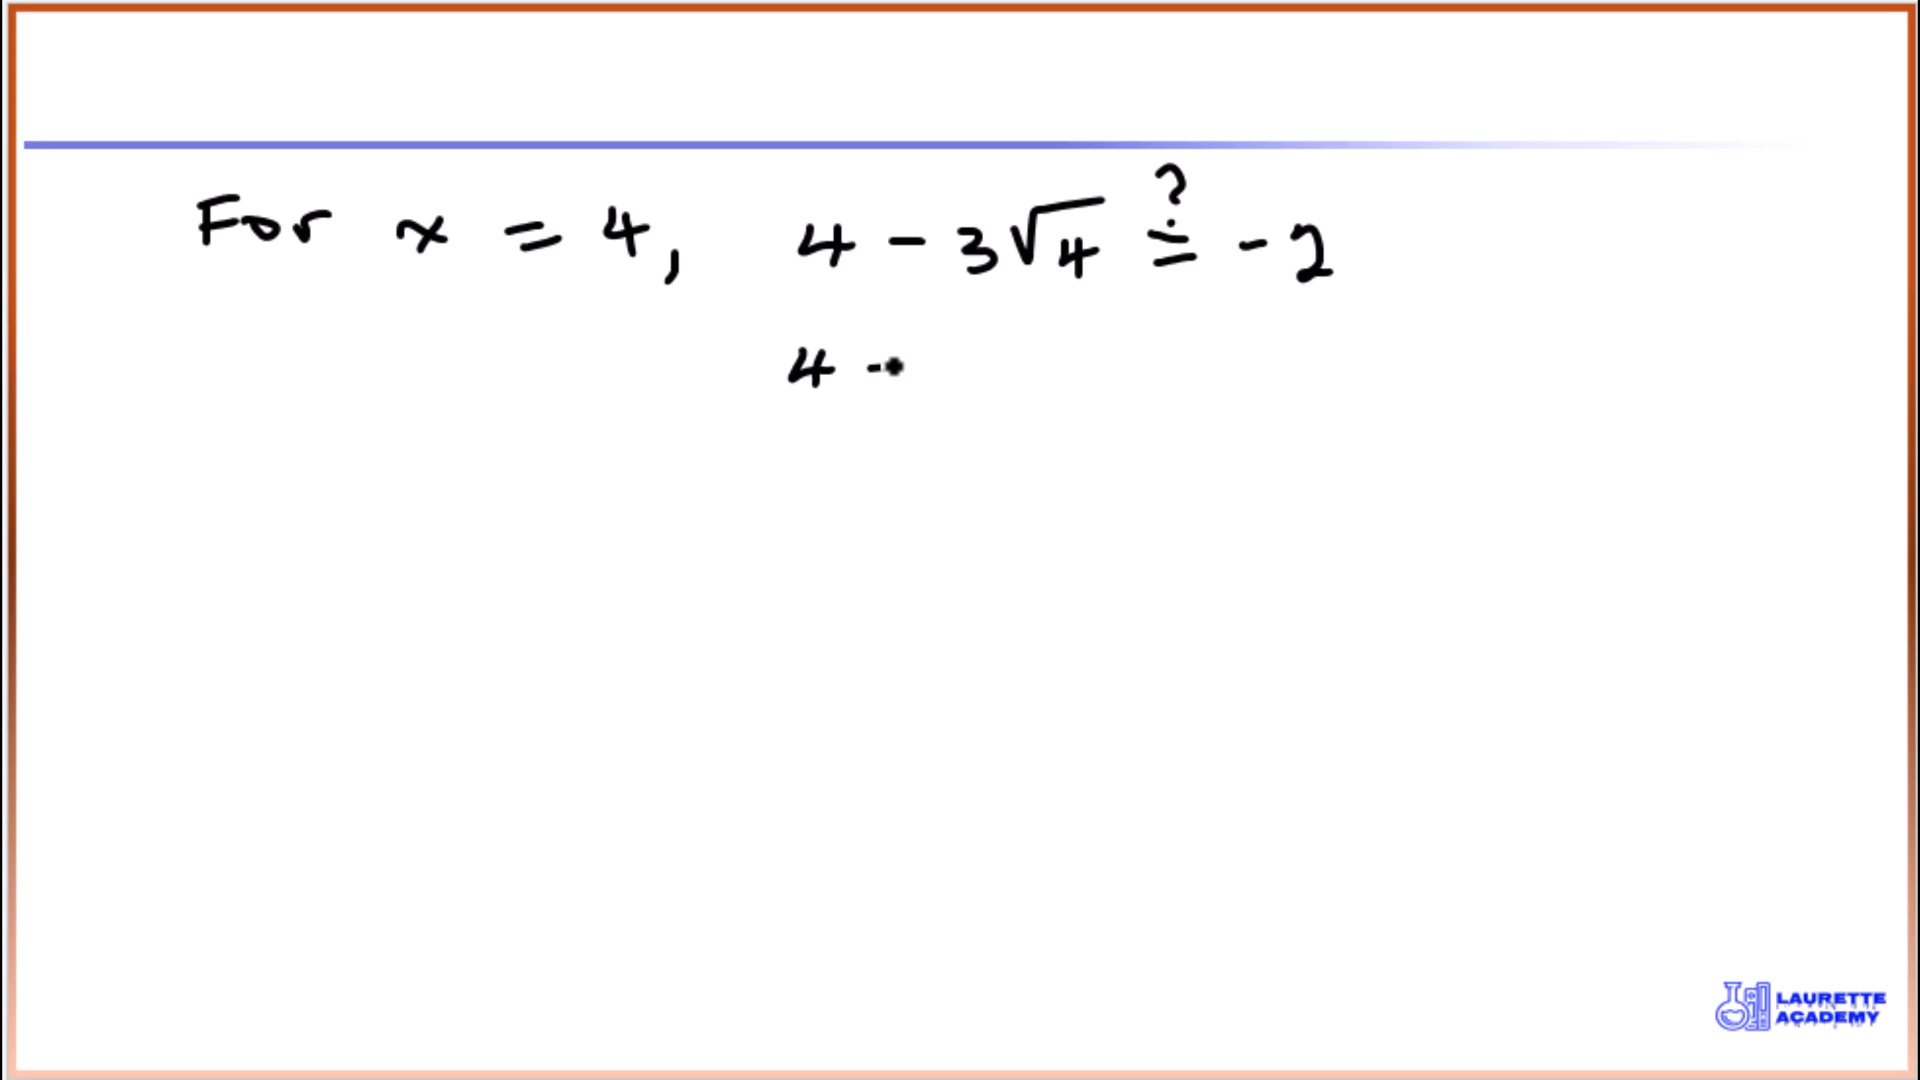 For x = 4, 4 - 3√4 ≟ -2
4 -
LAURETTE
ACADEMY